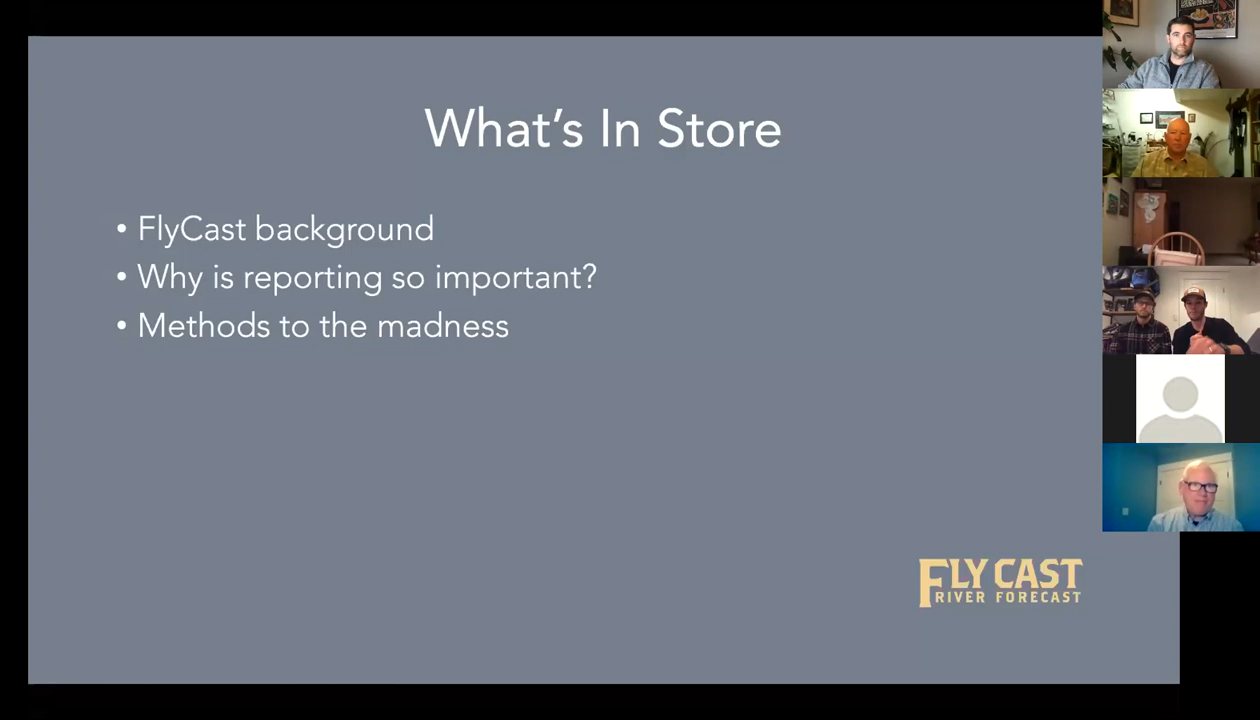 What's In Store
• FlyCast background
• Why is reporting so important?
• Methods to the madness
FLY CAST
RIVER FORECAST